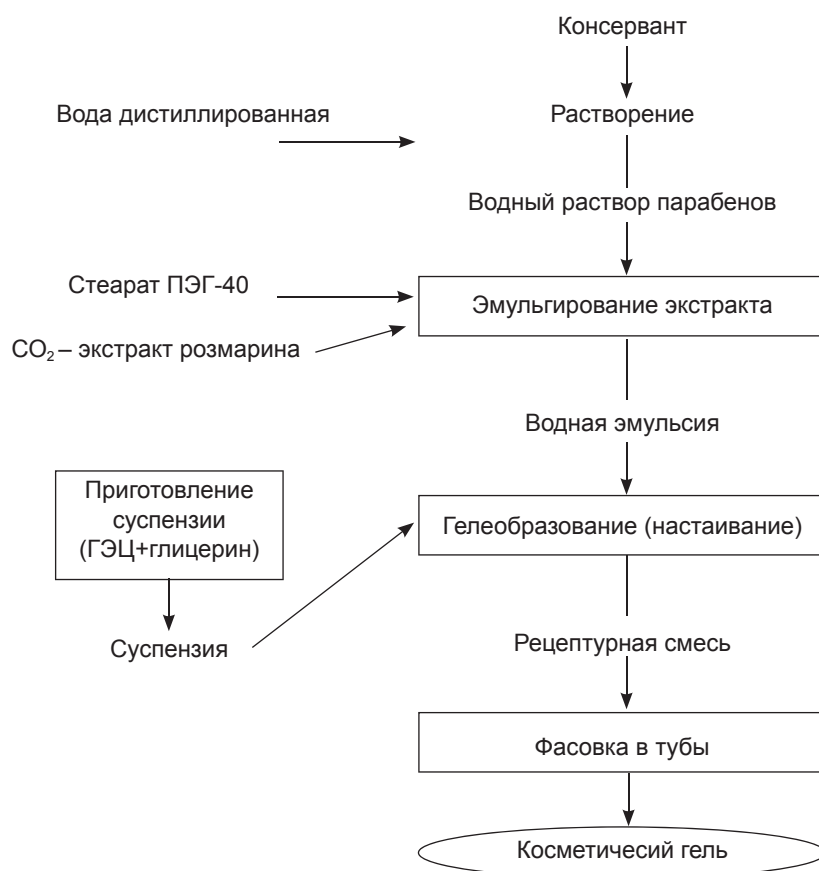 Консервант
Вода дистиллированная
Растворение
Водный раствор парабенов
Стеарат ПЭГ-40
Эмульгирование экстракта
CO₂ – экстракт розмарина
Водная эмульсия
Приготовление
суспензии
(ГЭЦ+глицерин)
Гелеобразование (настаивание)
Суспензия
Рецептурная смесь
Фасовка в тубы
Косметичесий гель